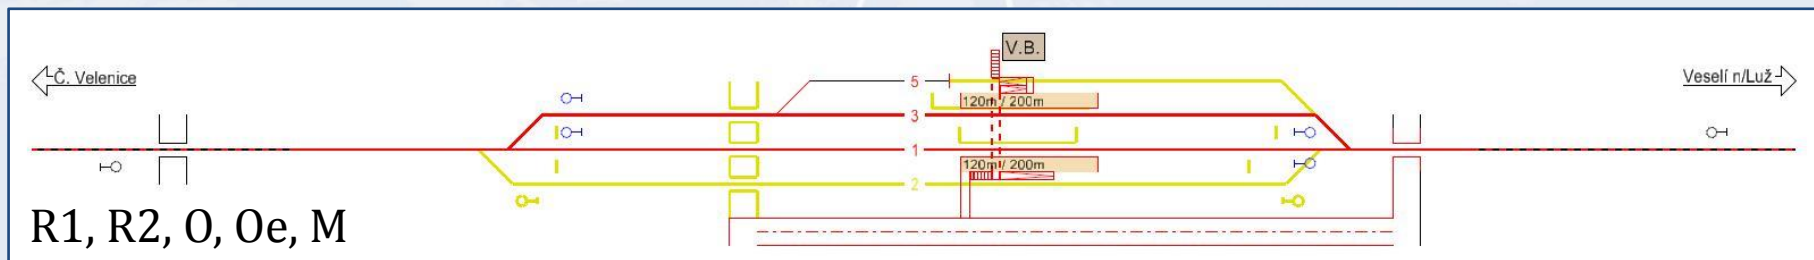 V.B.
Č. Velenice
Veselí n/Luž
5
120m / 200m
3
1
120m / 200m
2
R1, R2, O, Oe, M